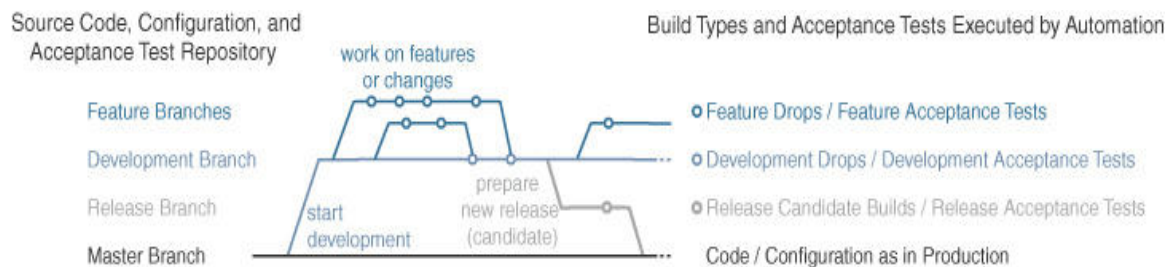 Source Code, Configuration, and
Acceptance Test Repository
Build Types and Acceptance Tests Executed by Automation
work on features
or changes
Feature Branches
Feature Drops / Feature Acceptance Tests
Development Branch
Development Drops / Development Acceptance Tests
prepare
new release
(candidate)
Release Branch
Release Candidate Builds / Release Acceptance Tests
start
development
Master Branch
Code / Configuration as in Production